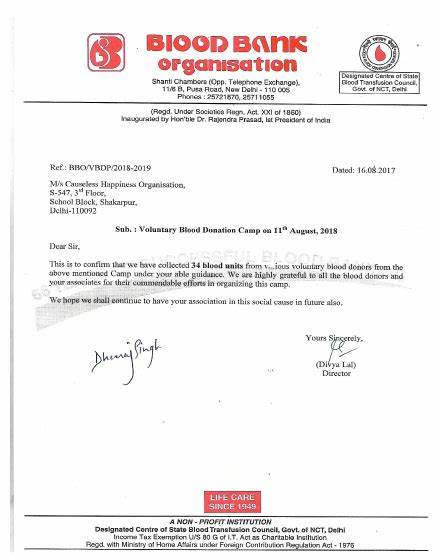 BLOOD BANK
organisation
Shanti Chambers (Opp. Telephone Exchange),
11/6 B, Pusa Road, New Delhi - 110 005
Phones : 25721870, 25711055
Designated Centre of State
Blood Transfusion Council,
Govt. of NCT, Delhi
(Regd. Under Societies Regn. Act. XXI of 1860)
Inaugurated by Hon'ble Dr. Rajendra Prasad, Ist President of India
Ref.: BBO/VBDP/2018-2019
Dated: 16.08.2017
M/s Causeless Happiness Organisation,
S-547, 3rd Floor,
School Block, Shakarpur,
Delhi-110092
Sub. : Voluntary Blood Donation Camp on 11th August, 2018
Dear Sir,
This is to confirm that we have collected 34 blood units from v...ious voluntary blood donors from the
above mentioned Camp under your able guidance. We are highly grateful to all the blood donors and
your associates for their commendable efforts in organizing this camp.
We hope we shall continue to have your association in this social cause in future also.
Yours Sincerely,
Dheeraj Singh
(Divya Lal)
Director
LIFE CARE
SINCE 1949
A NON - PROFIT INSTITUTION
Designated Centre of State Blood Transfusion Council, Govt. of NCT, Delhi
Income Tax Exemption U/S 80 G of I.T. Act as Charitable Institution
Regd. with Ministry of Home Affairs under Foreign Contribution Regulation Act - 1976